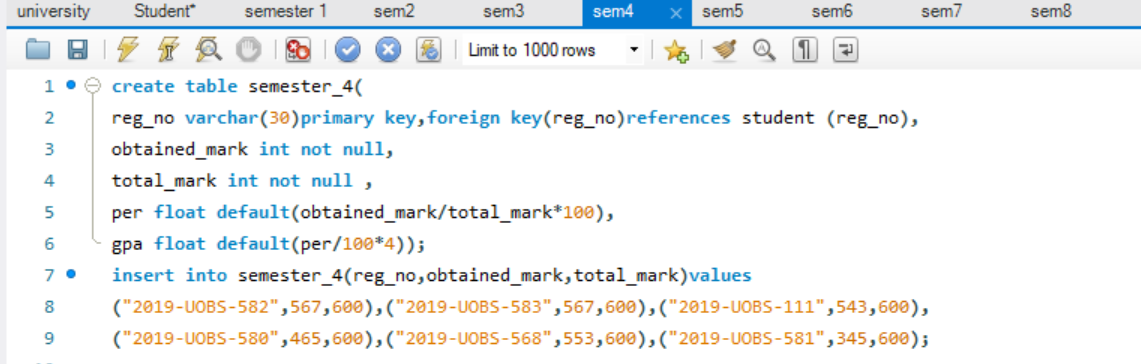 university Student* semester 1 sem2 sem3 sem4 × sem5 sem6 sem7 sem8
Limit to 1000 rows
1 create table semester_4(
2 reg_no varchar(30)primary key,foreign key(reg_no)references student (reg_no),
3 obtained_mark int not null,
4 total_mark int not null ,
5 per float default(obtained_mark/total_mark*100),
6 gpa float default(per/100*4));
7 insert into semester_4(reg_no,obtained_mark,total_mark)values
8 ("2019-UOBS-582",567,600),("2019-UOBS-583",567,600),("2019-UOBS-111",543,600),
9 ("2019-UOBS-580",465,600),("2019-UOBS-568",553,600),("2019-UOBS-581",345,600);